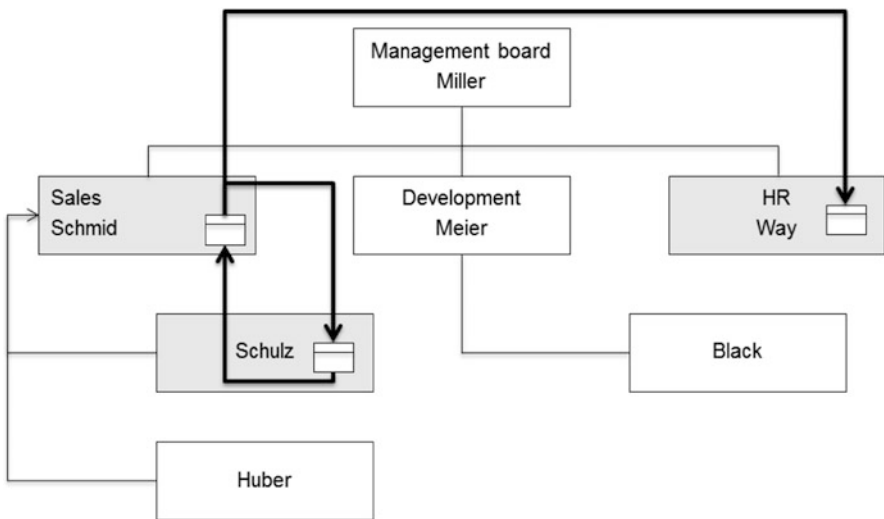 Management board
Miller
Sales
Schmid
Development
Meier
HR
Way
Schulz
Black
Huber